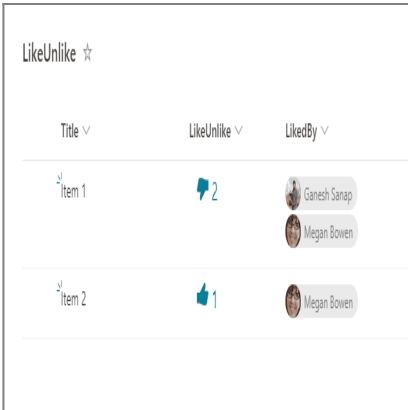 LikeUnlike
Title LikeUnlike LikedBy
Item 1 2 Ganesh Sanap
Megan Bowen
Item 2 1 Megan Bowen